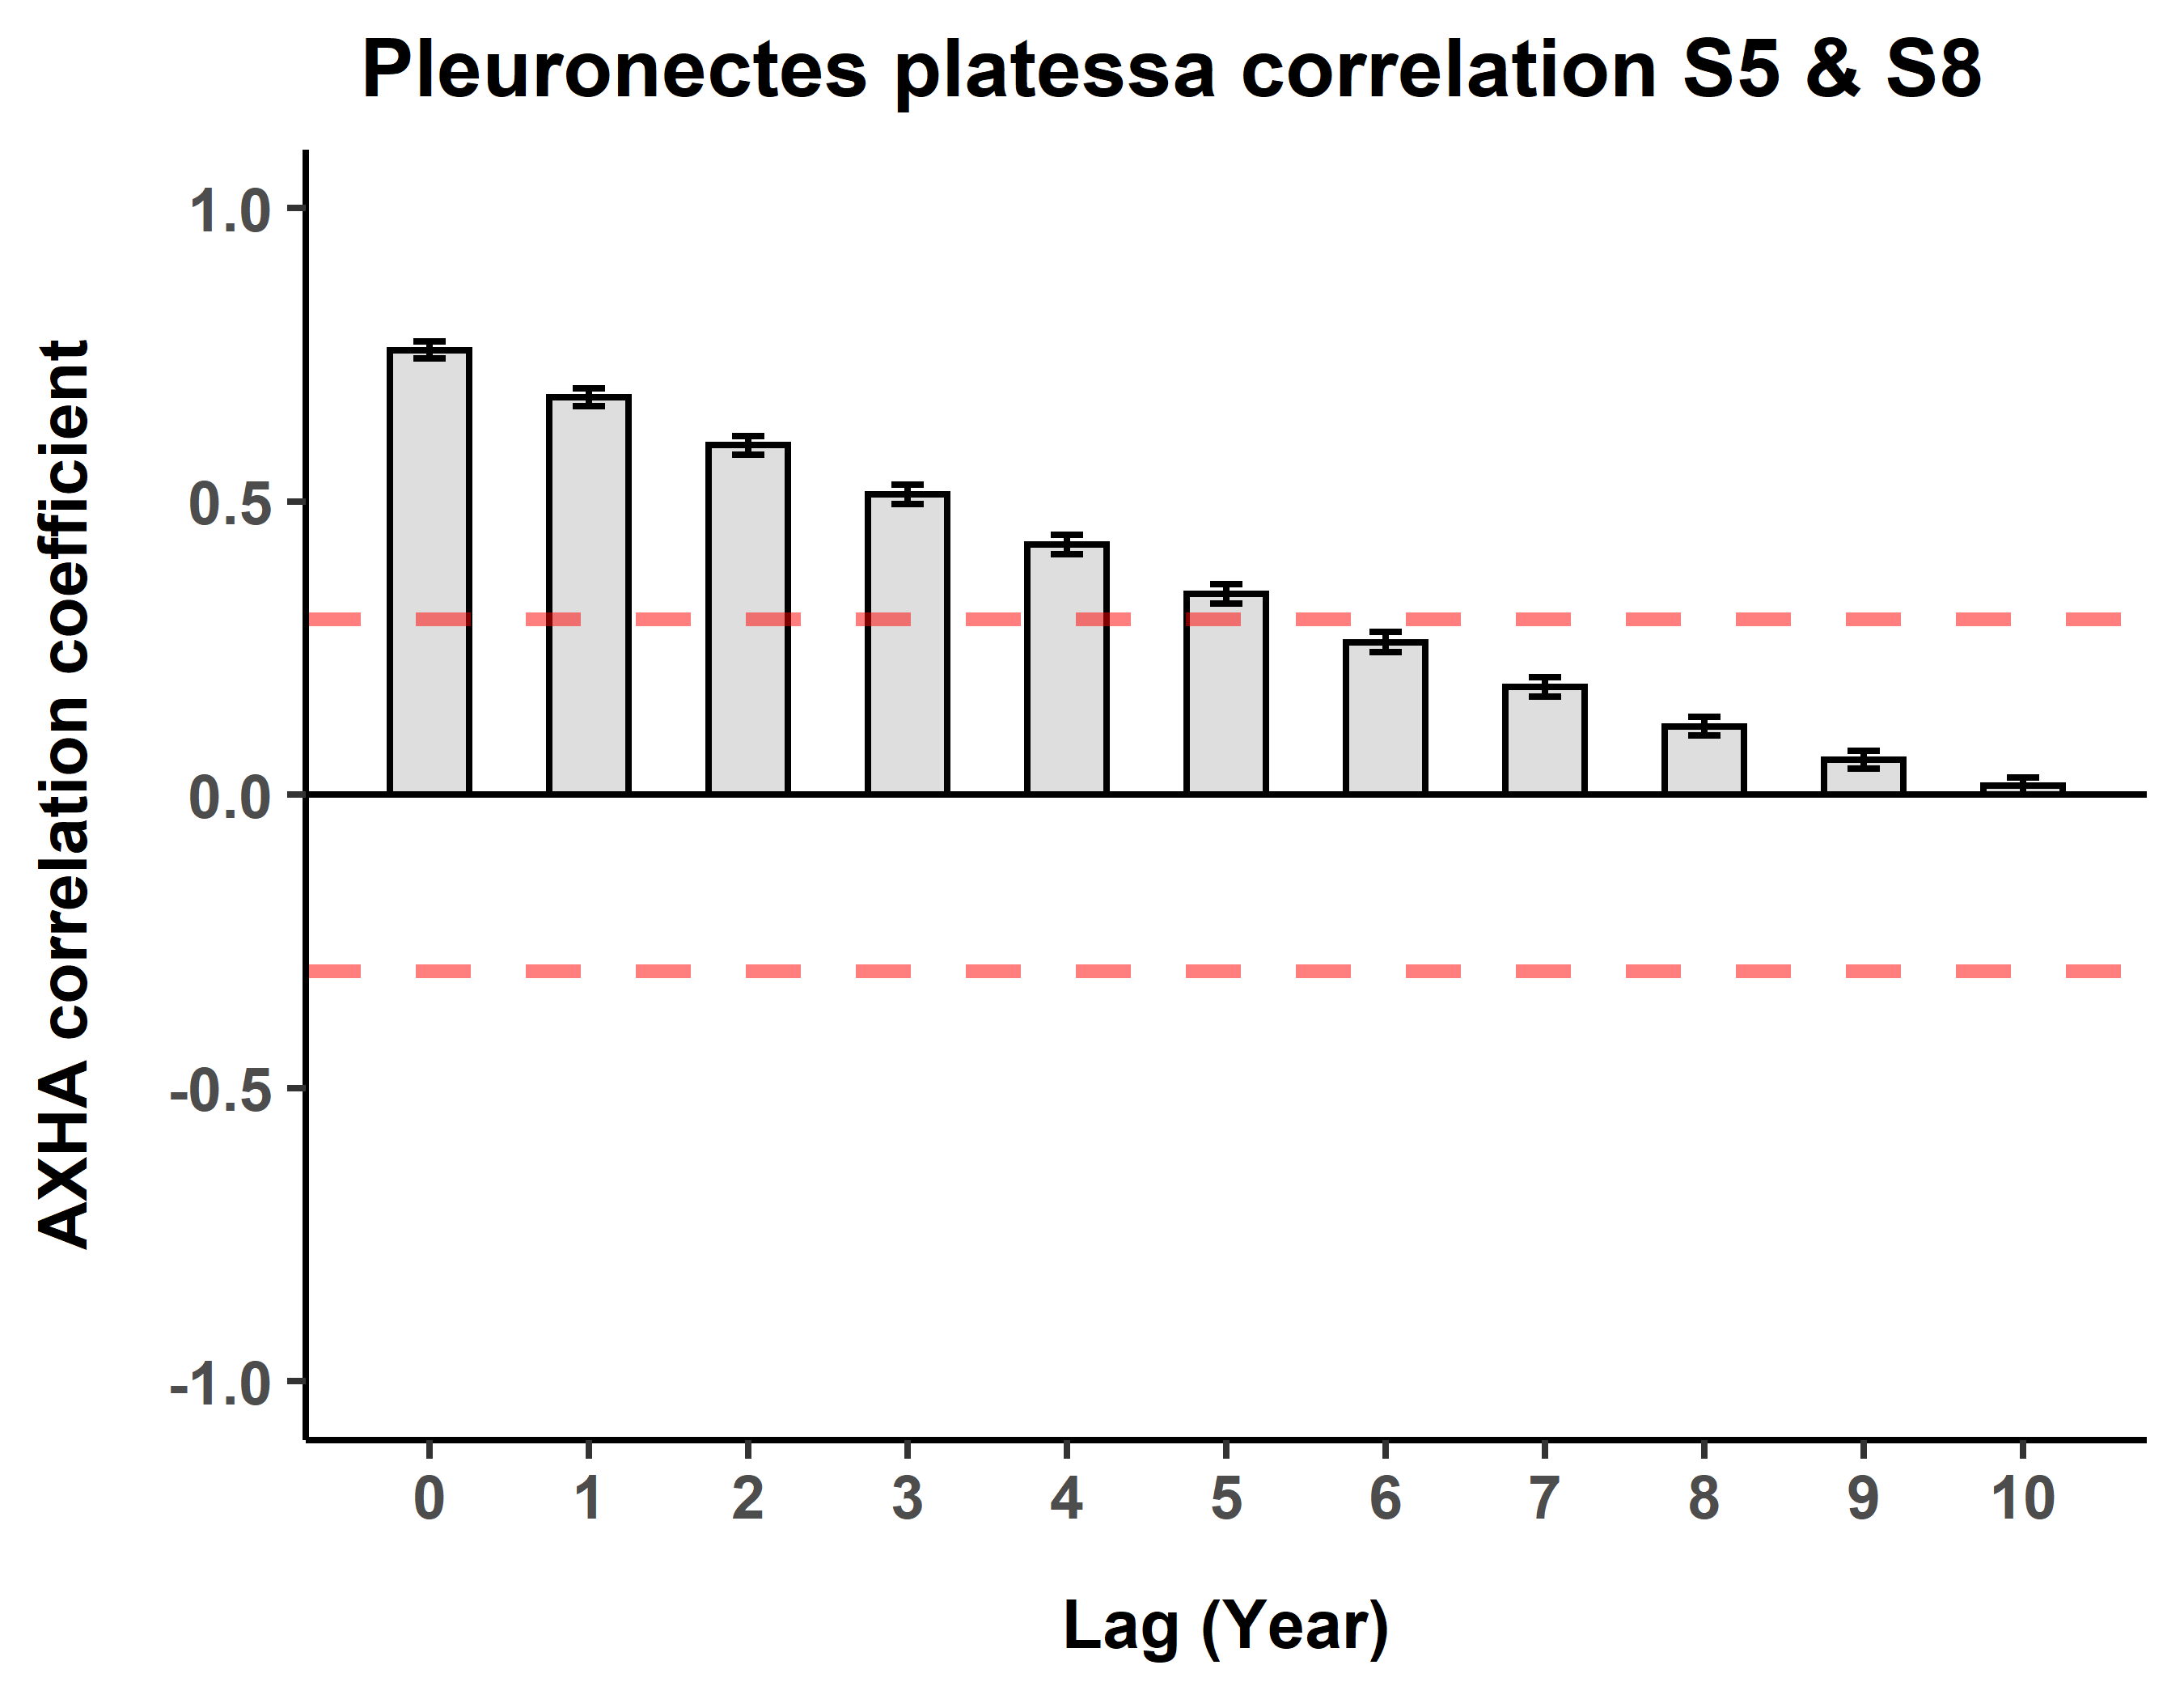 Pleuronectes platessa correlation S5 & S8
AXHA correlation coefficient
1.0
0.5
0.0
-0.5
-1.0
0 1 2 3 4 5 6 7 8 9 10
Lag (Year)